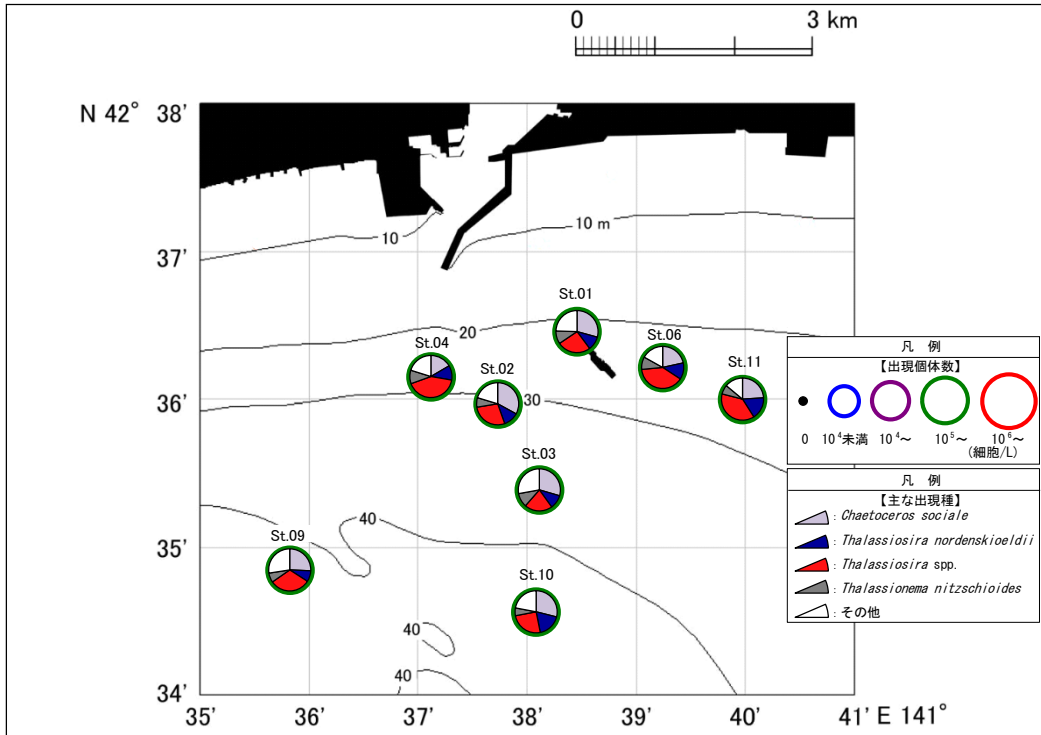 0 3 km
N 42° 38'
37'
36'
35'
34'
35' 36' 37' 38' 39' 40' 41' E 141°
10
10 m
20
30
40
40
40
St.01
St.06
St.04
St.02
St.11
St.03
St.09
St.10
凡 例
【出現個体数】
0 10⁴未満 10⁴～ 10⁵～ 10⁶～
(細胞/L)
凡 例
【主な出現種】
: Chaetoceros sociale
: Thalassiosira nordenskioeldii
: Thalassiosira spp.
: Thalassionema nitzschioides
: その他